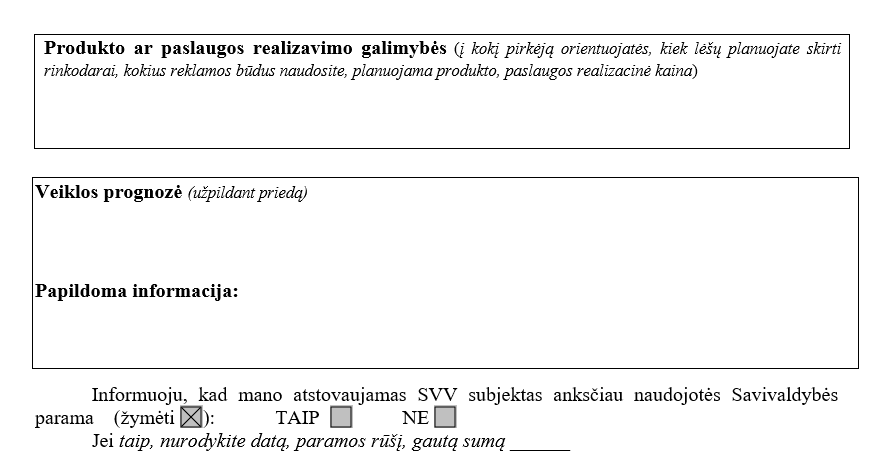 Produkto ar paslaugos realizavimo galimybės (į kokį pirkėją orientuojatės, kiek lėšų planuojate skirti
rinkodarai, kokius reklamos būdus naudosite, planuojama produkto, paslaugos realizacinė kaina)
Veiklos prognozė (užpildant priedą)
Papildoma informacija:
Informuoju, kad mano atstovaujamas SVV subjektas anksčiau naudojotės Savivaldybės
parama (žymėti ☒): TAIP ☐ NE ☐
Jei taip, nurodykite datą, paramos rūšį, gautą sumą ______